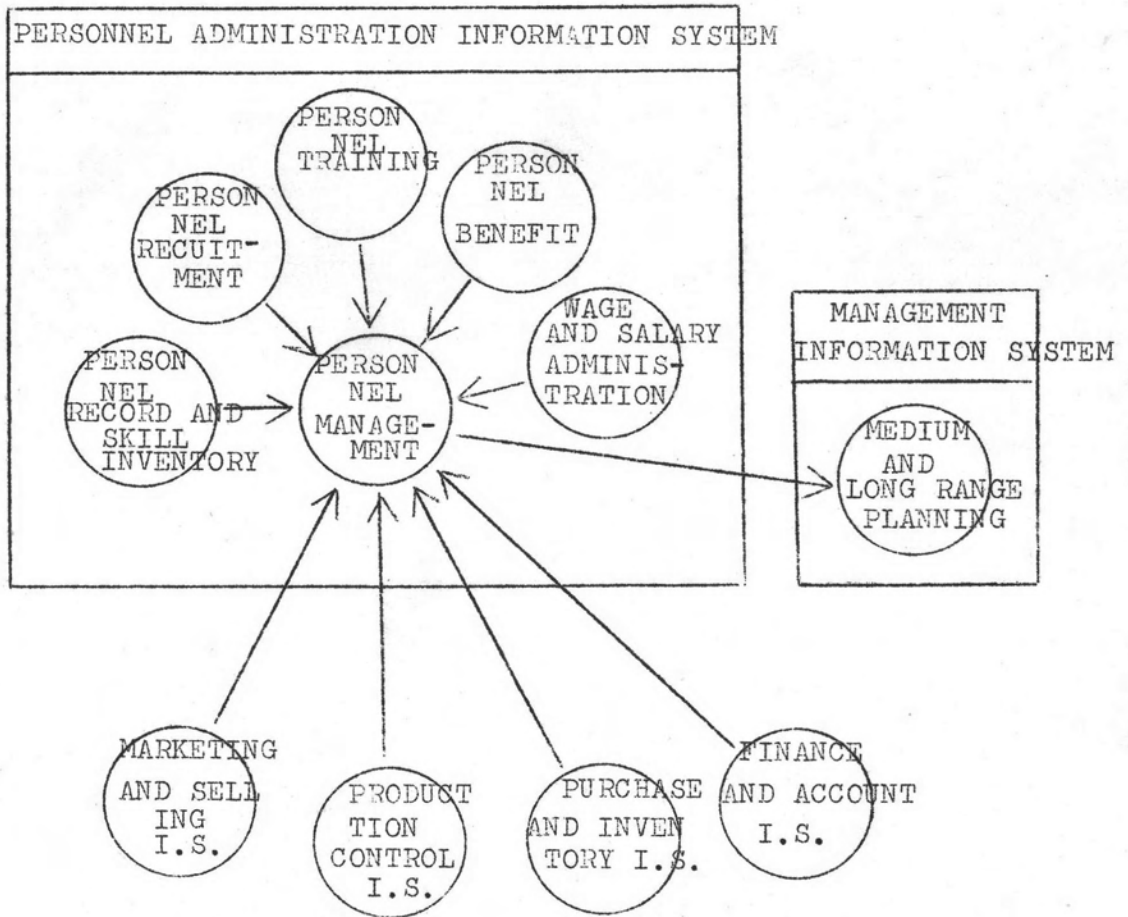 PERSONNEL ADMINISTRATION INFORMATION SYSTEM
PERSON
NEL
TRAINING
PERSON
NEL
BENEFIT
PERSON
NEL
RECUIT-
MENT
WAGE
AND SALARY
ADMINIS-
TRATION
PERSON
NEL
RECORD AND
SKILL
INVENTORY
PERSON
NEL
MANAGE-
MENT
MANAGEMENT
INFORMATION SYSTEM
MEDIUM
AND
LONG RANGE
PLANNING
MARKETING
AND SELL
ING
I.S.
PRODUCT
TION
CONTROL
I.S.
PURCHASE
AND INVEN
TORY I.S.
FINANCE
AND ACCOUNT
I.S.